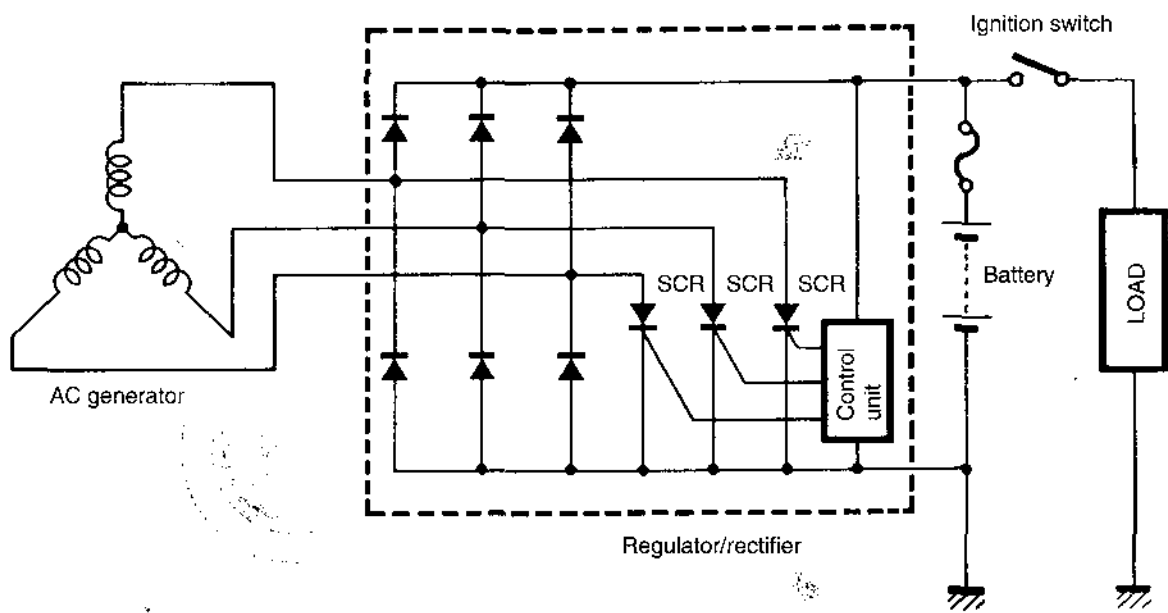 Ignition switch
SCR SCR SCR
Battery
LOAD
Control
unit
AC generator
Regulator/rectifier